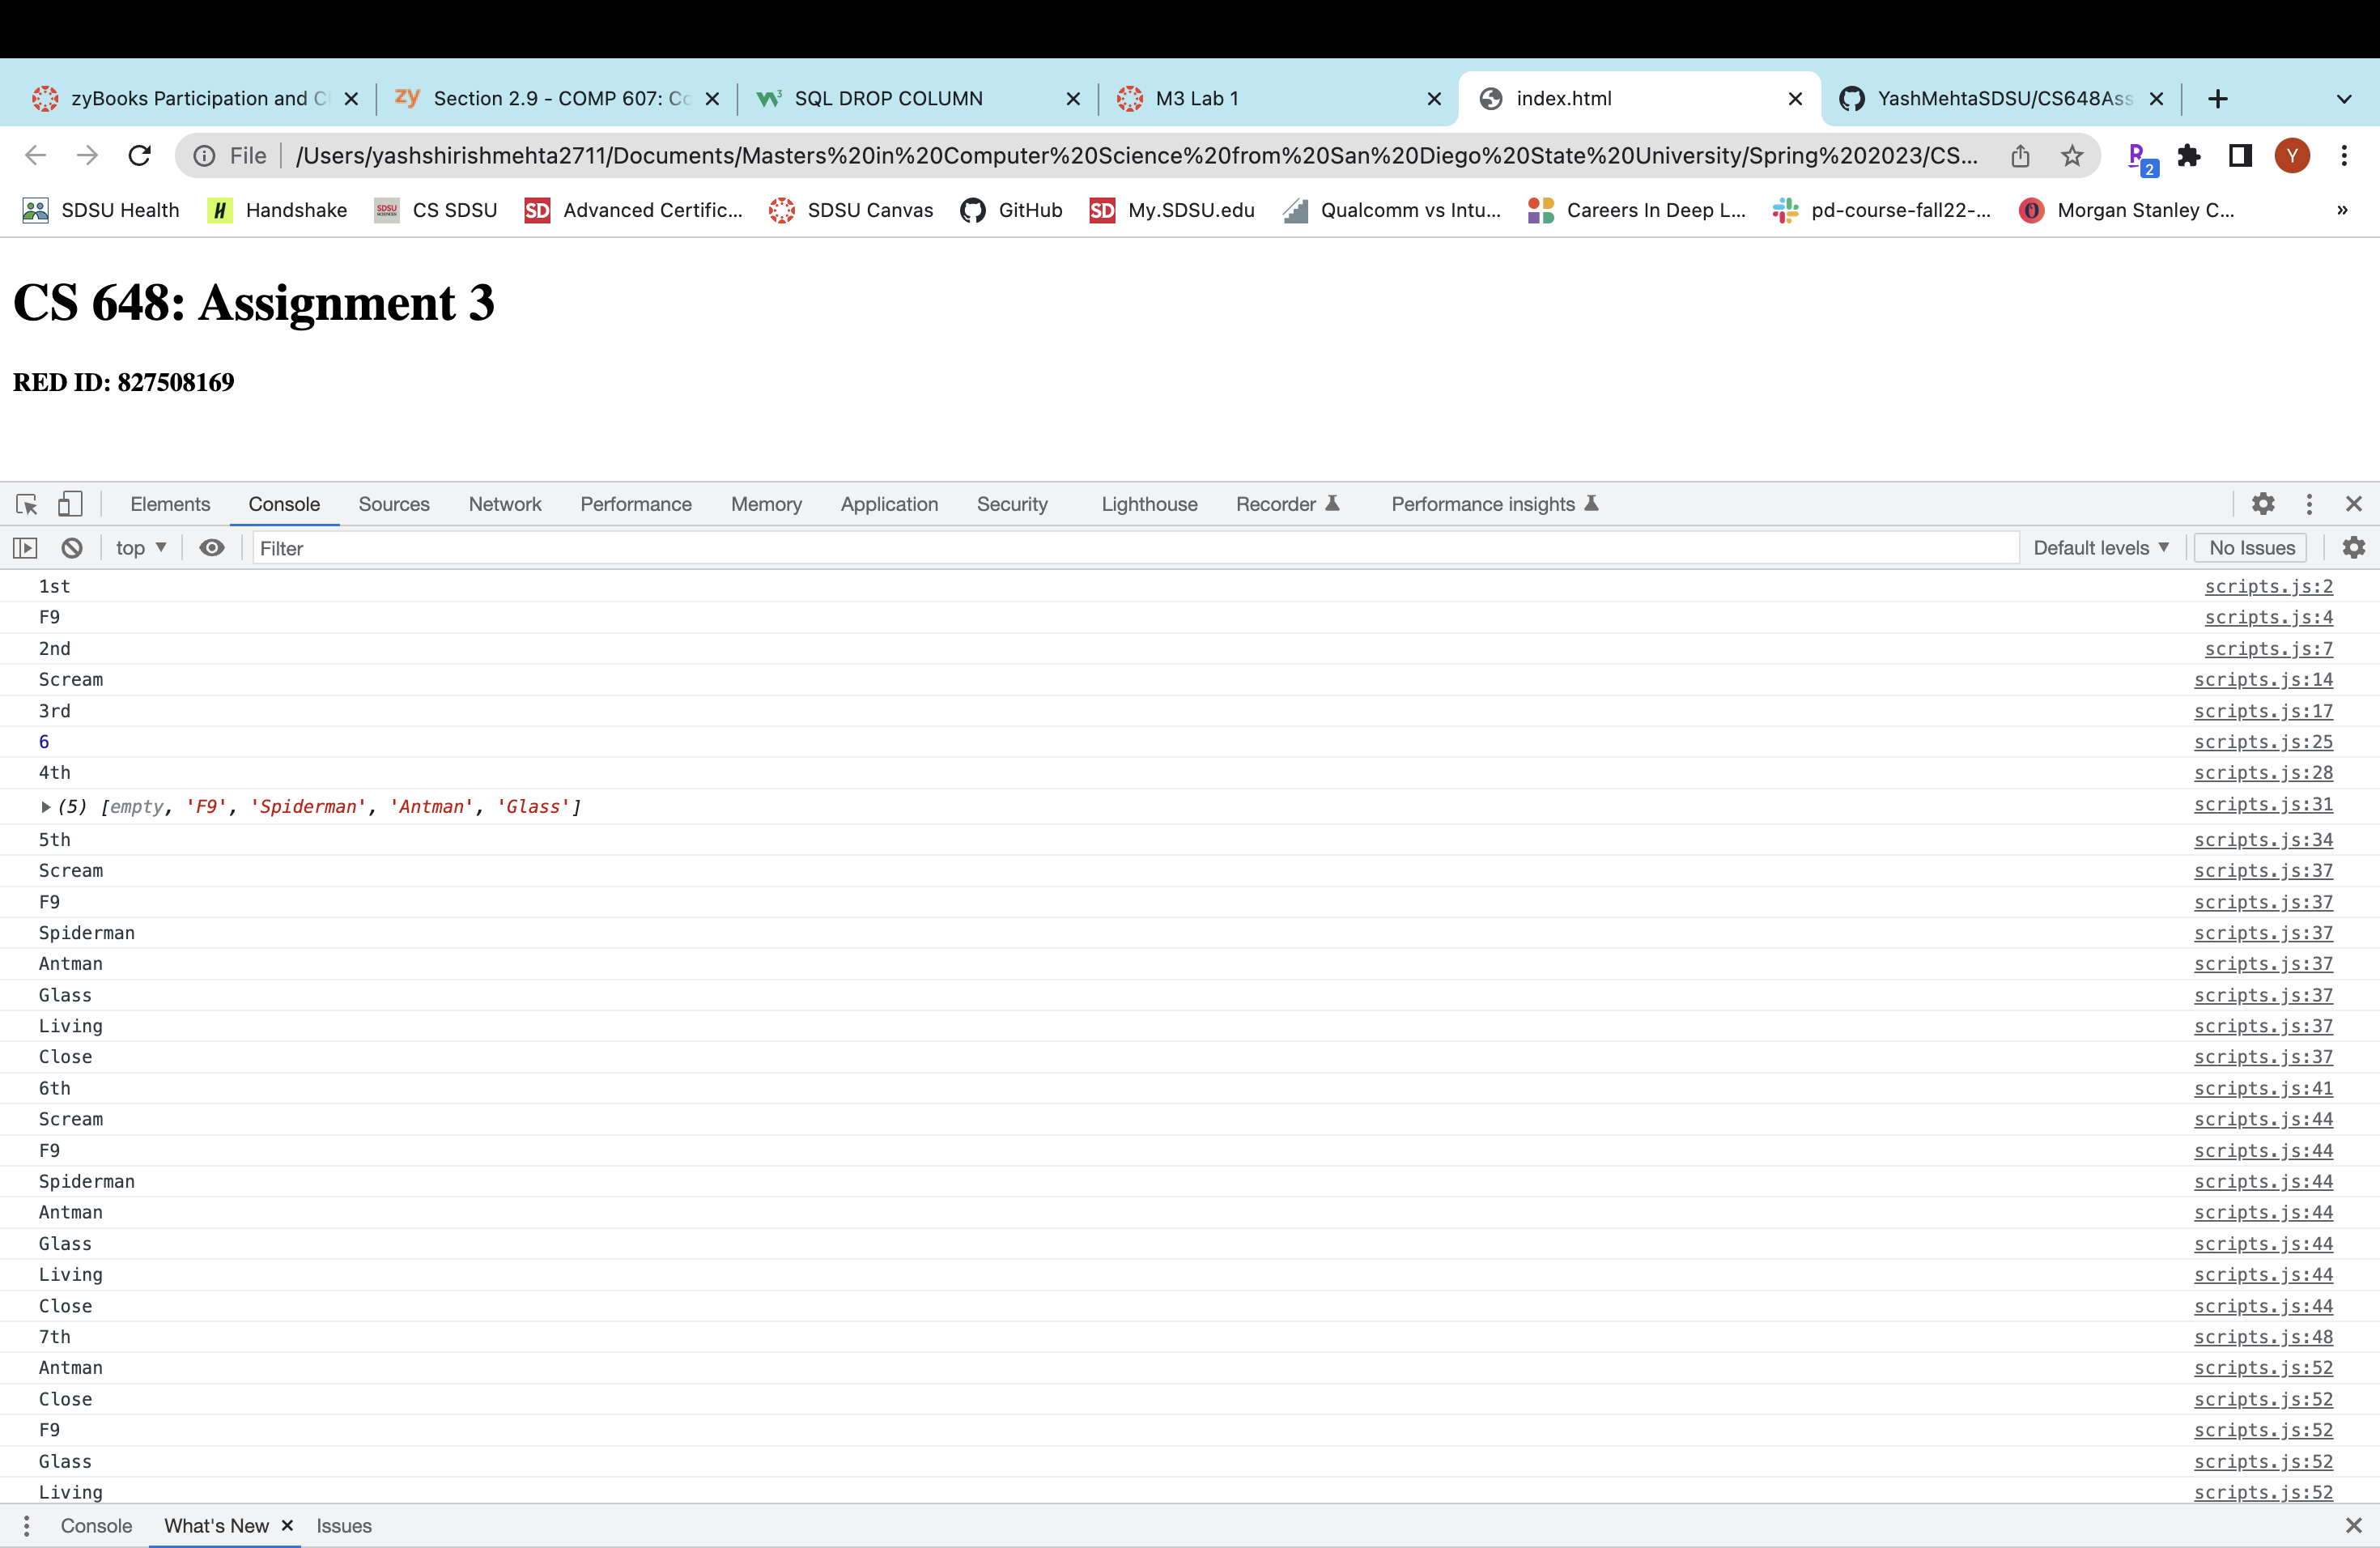 zyBooks Participation and C
zy Section 2.9 - COMP 607: Co
SQL DROP COLUMN
M3 Lab 1
index.html
YashMehtaSDSU/CS648Ass
File /Users/yashshirishmehta2711/Documents/Masters%20in%20Computer%20Science%20from%20San%20Diego%20State%20University/Spring%202023/CS... 2 Y
SDSU Health H Handshake SDSU CS SDSU SD Advanced Certific... SDSU Canvas GitHub SD My.SDSU.edu Qualcomm vs Intu... Careers In Deep L... pd-course-fall22-... Morgan Stanley C... »
CS 648: Assignment 3
RED ID: 827508169
Elements Console Sources Network Performance Memory Application Security Lighthouse Recorder Performance insights
top Filter Default levels No Issues
1st scripts.js:2
F9 scripts.js:4
2nd scripts.js:7
Scream scripts.js:14
3rd scripts.js:17
6 scripts.js:25
4th scripts.js:28
(5) [empty, 'F9', 'Spiderman', 'Antman', 'Glass'] scripts.js:31
5th scripts.js:34
Scream scripts.js:37
F9 scripts.js:37
Spiderman scripts.js:37
Antman scripts.js:37
Glass scripts.js:37
Living scripts.js:37
Close scripts.js:37
6th scripts.js:41
Scream scripts.js:44
F9 scripts.js:44
Spiderman scripts.js:44
Antman scripts.js:44
Glass scripts.js:44
Living scripts.js:44
Close scripts.js:44
7th scripts.js:48
Antman scripts.js:52
Close scripts.js:52
F9 scripts.js:52
Glass scripts.js:52
Living scripts.js:52
Console What's New Issues